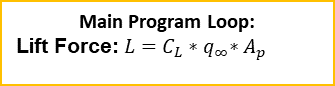 Main Program Loop:
Lift Force: L = C_L * q_∞ * A_p